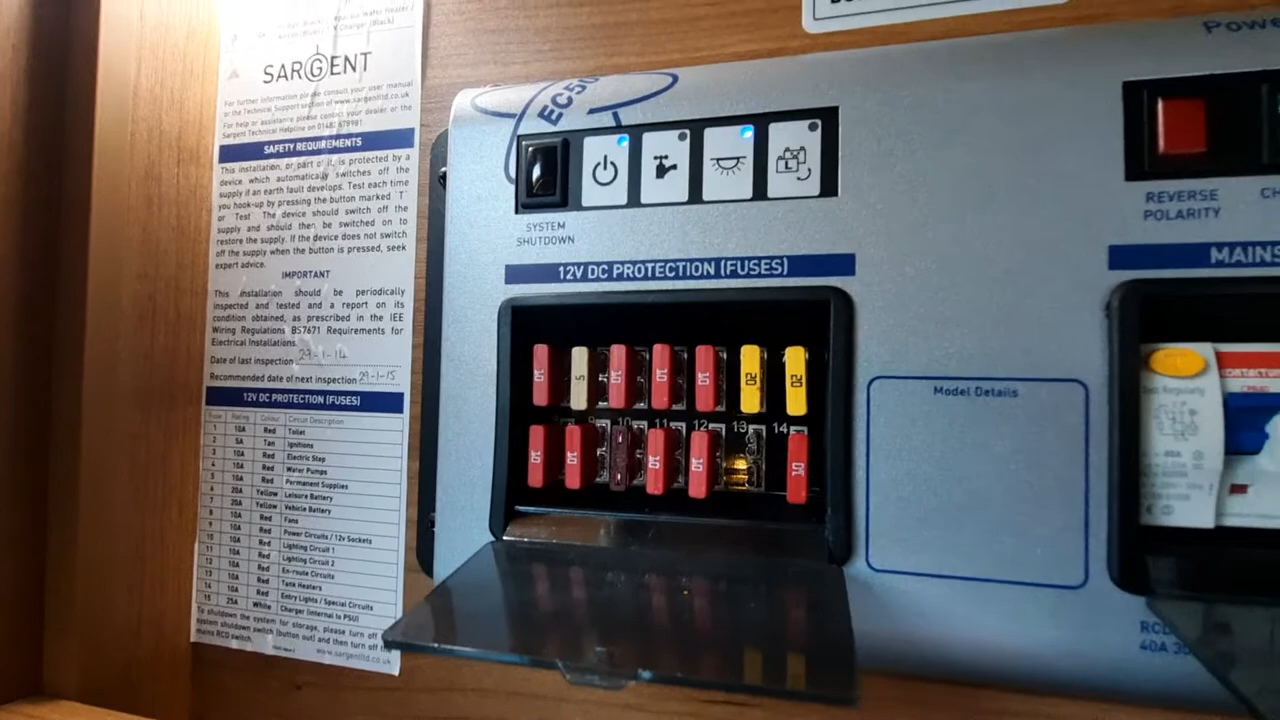 Aircon (Blue) / V Charger (Black)
SARGENT
For further information please consult your user manual
or the Technical Support section of www.sargentltd.co.uk
For help or assistance please contact your dealer or the
Sargent Technical Helpline on 01482 678981
SAFETY REQUIREMENTS
This installation, or part of it, is protected by a
device which automatically switches off the
supply if an earth fault develops. Test each time
you hook-up by pressing the button marked 'T'
or 'Test'. The device should switch off the
supply and should then be switched on to
restore the supply. If the device does not switch
off the supply when the button is pressed, seek
expert advice.
IMPORTANT
This installation should be periodically
inspected and tested and a report on its
condition obtained, as prescribed in the IEE
Wiring Regulations BS7671 Requirements for
Electrical Installations.
Date of last inspection 29-1-14
Recommended date of next inspection 29-1-15
12V DC PROTECTION (FUSES)
Fuse Rating Colour Circuit Description
1 10A Red Toilet
2 5A Tan Ignitions
3 10A Red Electric Step
4 10A Red Water Pumps
5 10A Red Permanent Supplies
6 20A Yellow Leisure Battery
7 20A Yellow Vehicle Battery
8 10A Red Fans
9 10A Red Power Circuits / 12v Sockets
10 10A Red Lighting Circuit 1
11 10A Red Lighting Circuit 2
12 10A Red En-route Circuits
13 10A Red Tank Heaters
14 10A Red Entry Lights / Special Circuits
15 25A White Charger (internal to PSU)
To shutdown the system for storage, please turn off
system shutdown switch (button out) and then turn off the
mains RCD switch.
www.sargentltd.co.uk
EC50
L
SYSTEM
SHUTDOWN
12V DC PROTECTION (FUSES)
10 5 10 10 10 20 20
9 10 11 12 13 14
10 10 10 10 10
Model Details
REVERSE
POLARITY
MAINS
40A